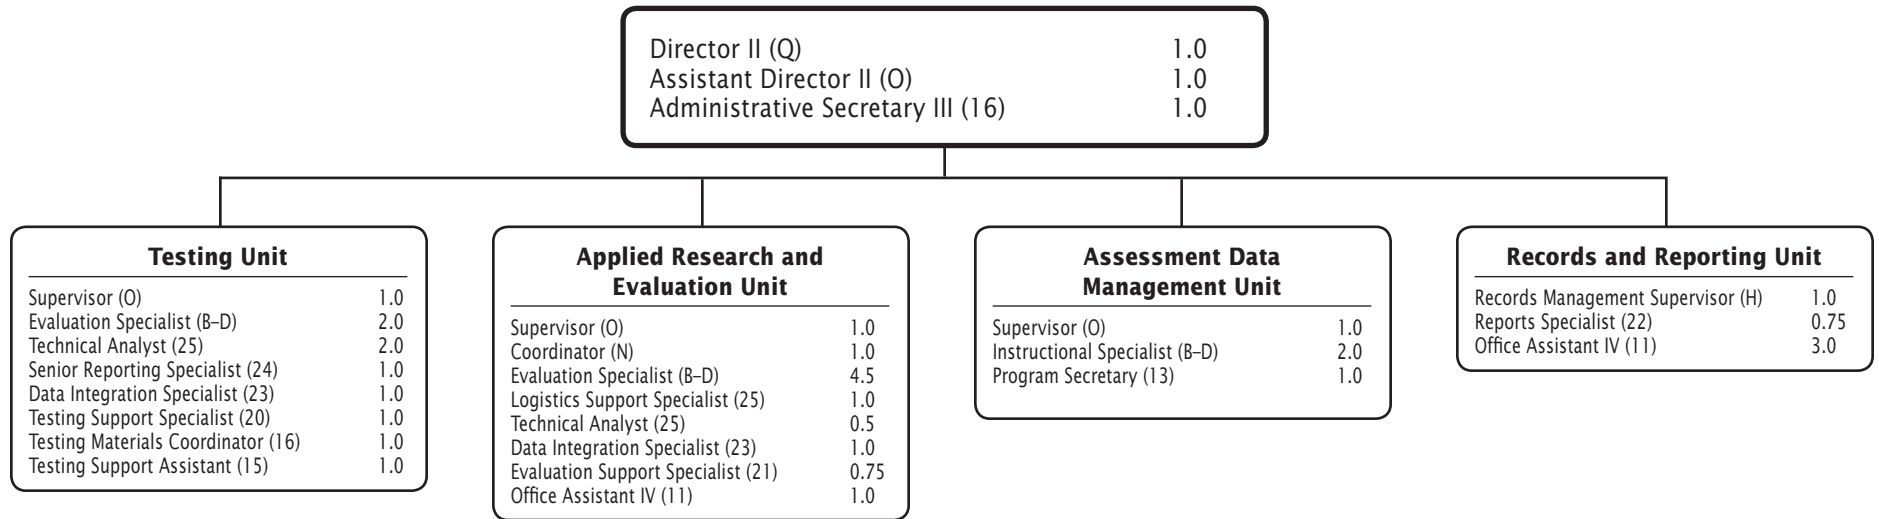 Director II (Q) 1.0
Assistant Director II (O) 1.0
Administrative Secretary III (16) 1.0
Testing Unit
Supervisor (O) 1.0
Evaluation Specialist (B–D) 2.0
Technical Analyst (25) 2.0
Senior Reporting Specialist (24) 1.0
Data Integration Specialist (23) 1.0
Testing Support Specialist (20) 1.0
Testing Materials Coordinator (16) 1.0
Testing Support Assistant (15) 1.0
Applied Research and
Evaluation Unit
Supervisor (O) 1.0
Coordinator (N) 1.0
Evaluation Specialist (B–D) 4.5
Logistics Support Specialist (25) 1.0
Technical Analyst (25) 0.5
Data Integration Specialist (23) 1.0
Evaluation Support Specialist (21) 0.75
Office Assistant IV (11) 1.0
Assessment Data
Management Unit
Supervisor (O) 1.0
Instructional Specialist (B–D) 2.0
Program Secretary (13) 1.0
Records and Reporting Unit
Records Management Supervisor (H) 1.0
Reports Specialist (22) 0.75
Office Assistant IV (11) 3.0